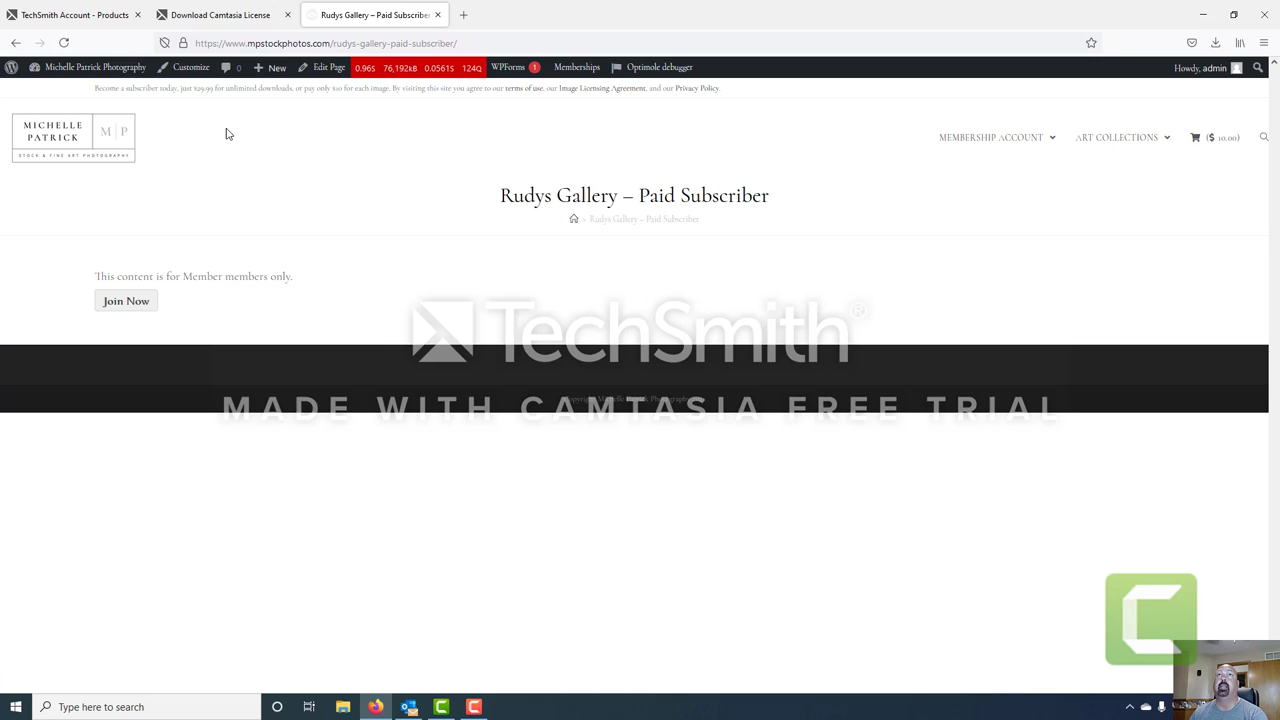 TechSmith Account - Products
Download Camtasia License
Rudys Gallery – Paid Subscriber
https://www.mpstockphotos.com/rudys-gallery-paid-subscriber/
Michelle Patrick Photography Customize 0 New Edit Page 0.96S 76,192kB 0.0561S 124Q WPForms 1 Memberships Optimole debugger Howdy, admin
Become a subscriber today, just $29.99 for unlimited downloads, or pay only $10 for each image. By visiting this site you agree to our terms of use, our Image Licensing Agreement, and our Privacy Policy.
MICHELLE
PATRICK
M|P
STOCK & FINE ART PHOTOGRAPHY
MEMBERSHIP ACCOUNT ART COLLECTIONS ($ 10.00)
Rudys Gallery – Paid Subscriber
> Rudys Gallery – Paid Subscriber
This content is for Member members only.
Join Now
TechSmith®
MADE WITH CAMTASIA FREE TRIAL
Type here to search